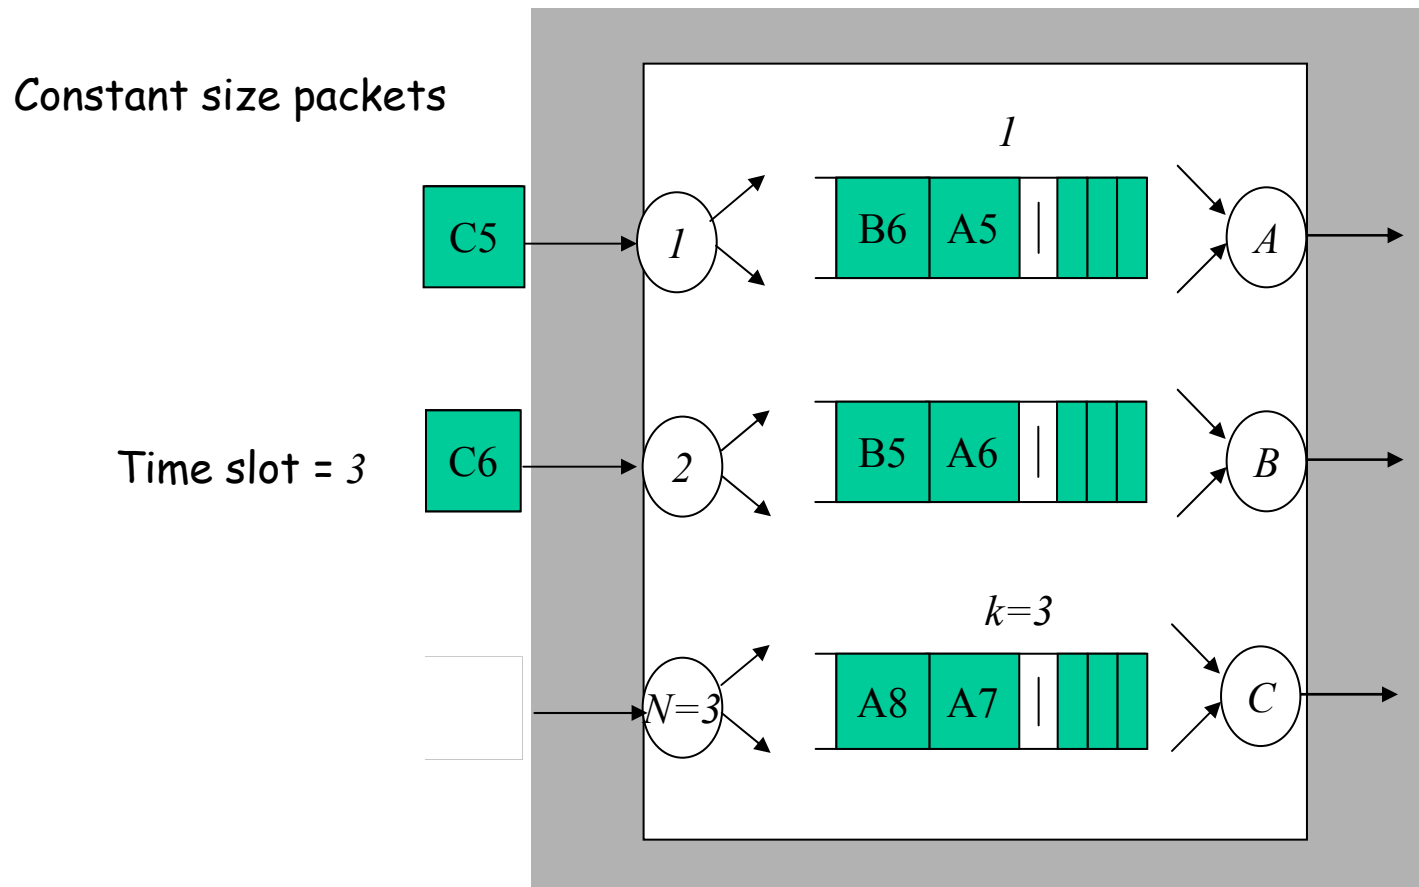 Constant size packets
1
C5
1
B6 A5 |
A
Time slot = 3
C6
2
B5 A6 |
B
k=3
N=3
A8 A7 |
C